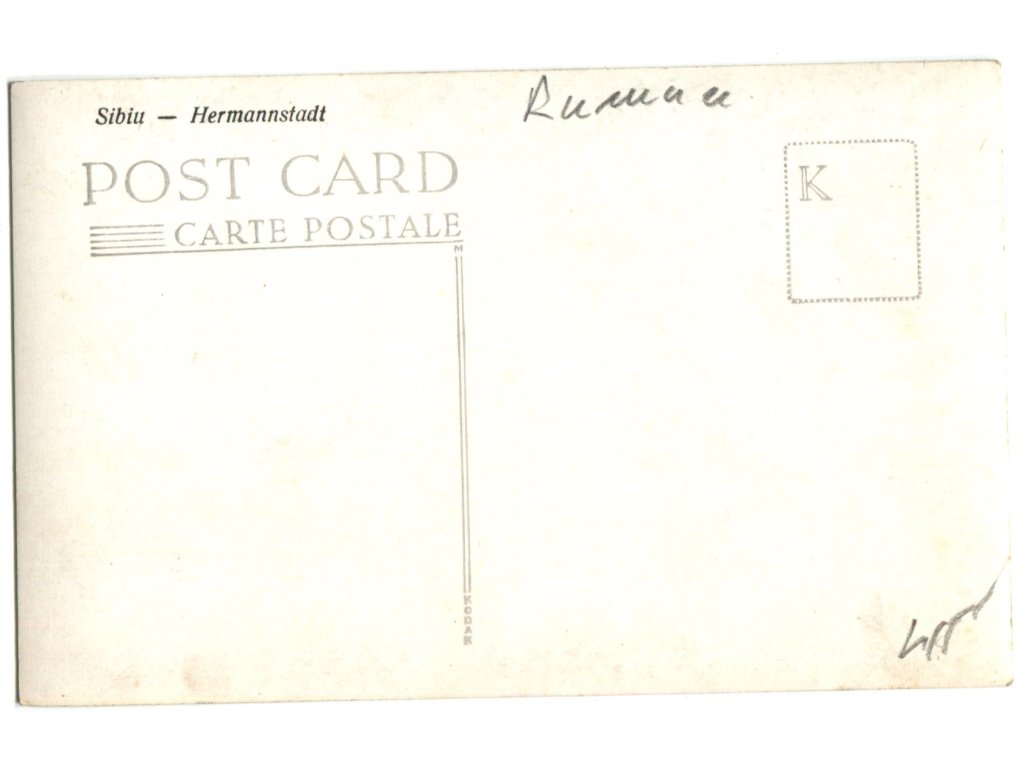 Sibiu — Hermannstadt
POST CARD
CARTE POSTALE
M
KODAK
K